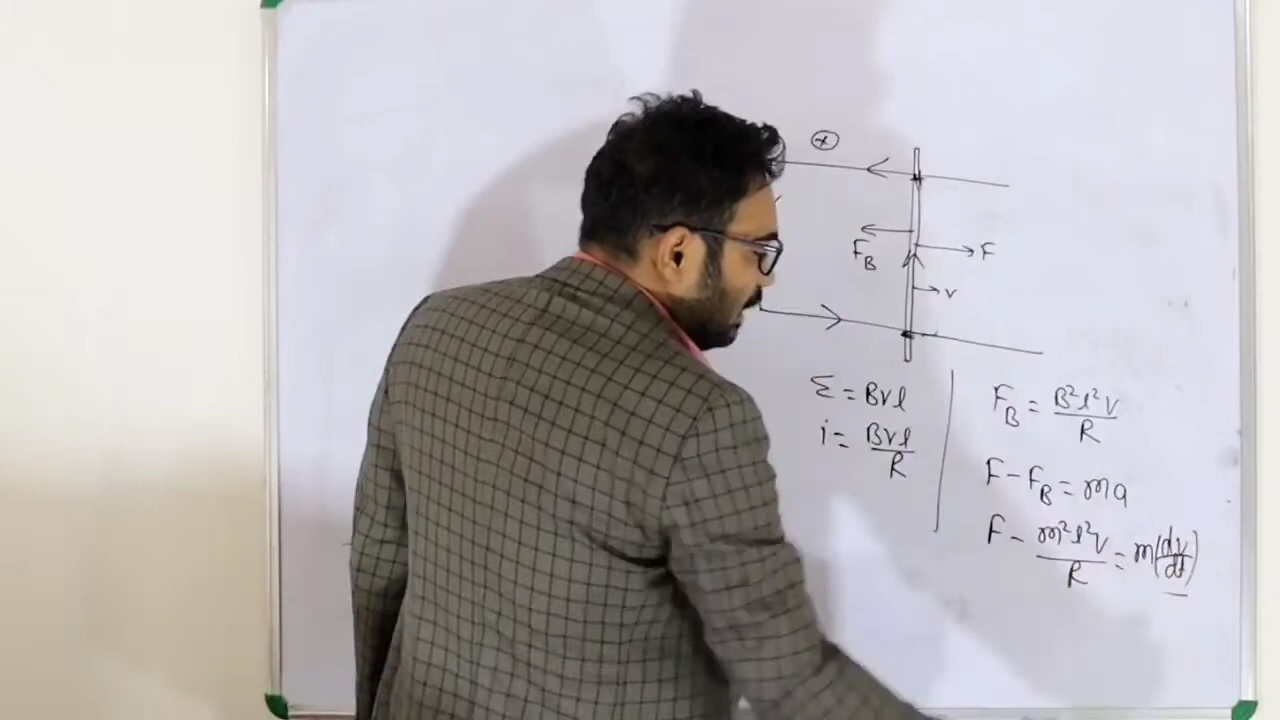 F_B
F
v
Σ = Bvl
i = Bvl/R
F_B = B²l²v/R
F - F_B = ma
F - m²l²v/R = m(dv/dt)